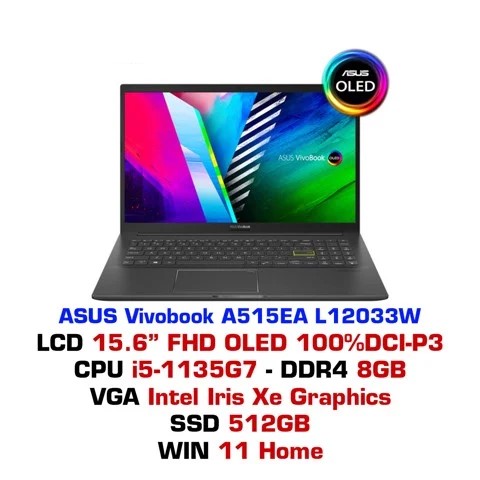 ASUS
OLED
ASUS VivoBook OLED
ASUS Vivobook A515EA L12033W
LCD 15.6” FHD OLED 100%DCI-P3
CPU i5-1135G7 - DDR4 8GB
VGA Intel Iris Xe Graphics
SSD 512GB
WIN 11 Home